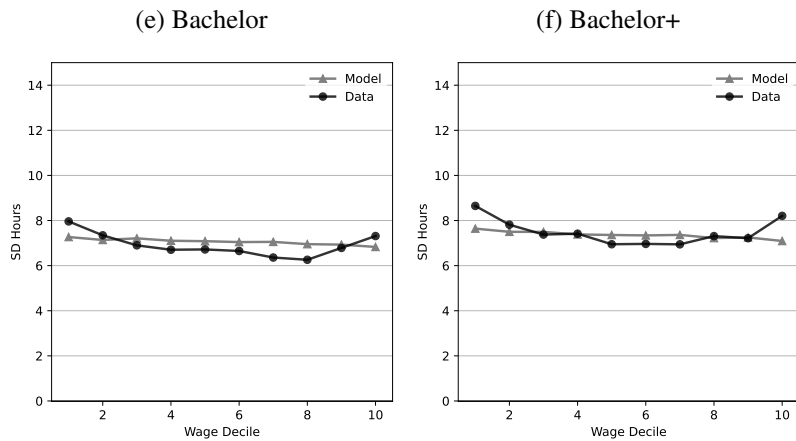 (e) Bachelor
14
12
10
8
6
4
2
0
SD Hours
2 4 6 8 10
Wage Decile
Model
Data
(f) Bachelor+
14
12
10
8
6
4
2
0
SD Hours
2 4 6 8 10
Wage Decile
Model
Data